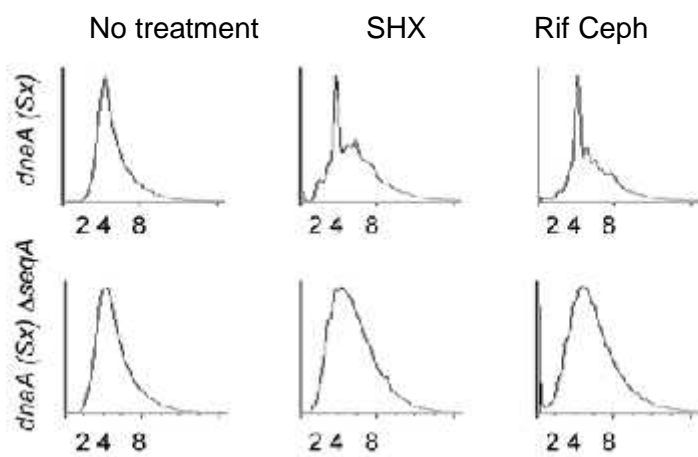 No treatment SHX Rif Ceph
dnaA (Sx)
2 4 8 2 4 8 2 4 8
dnaA (Sx) ΔseqA
2 4 8 2 4 8 2 4 8